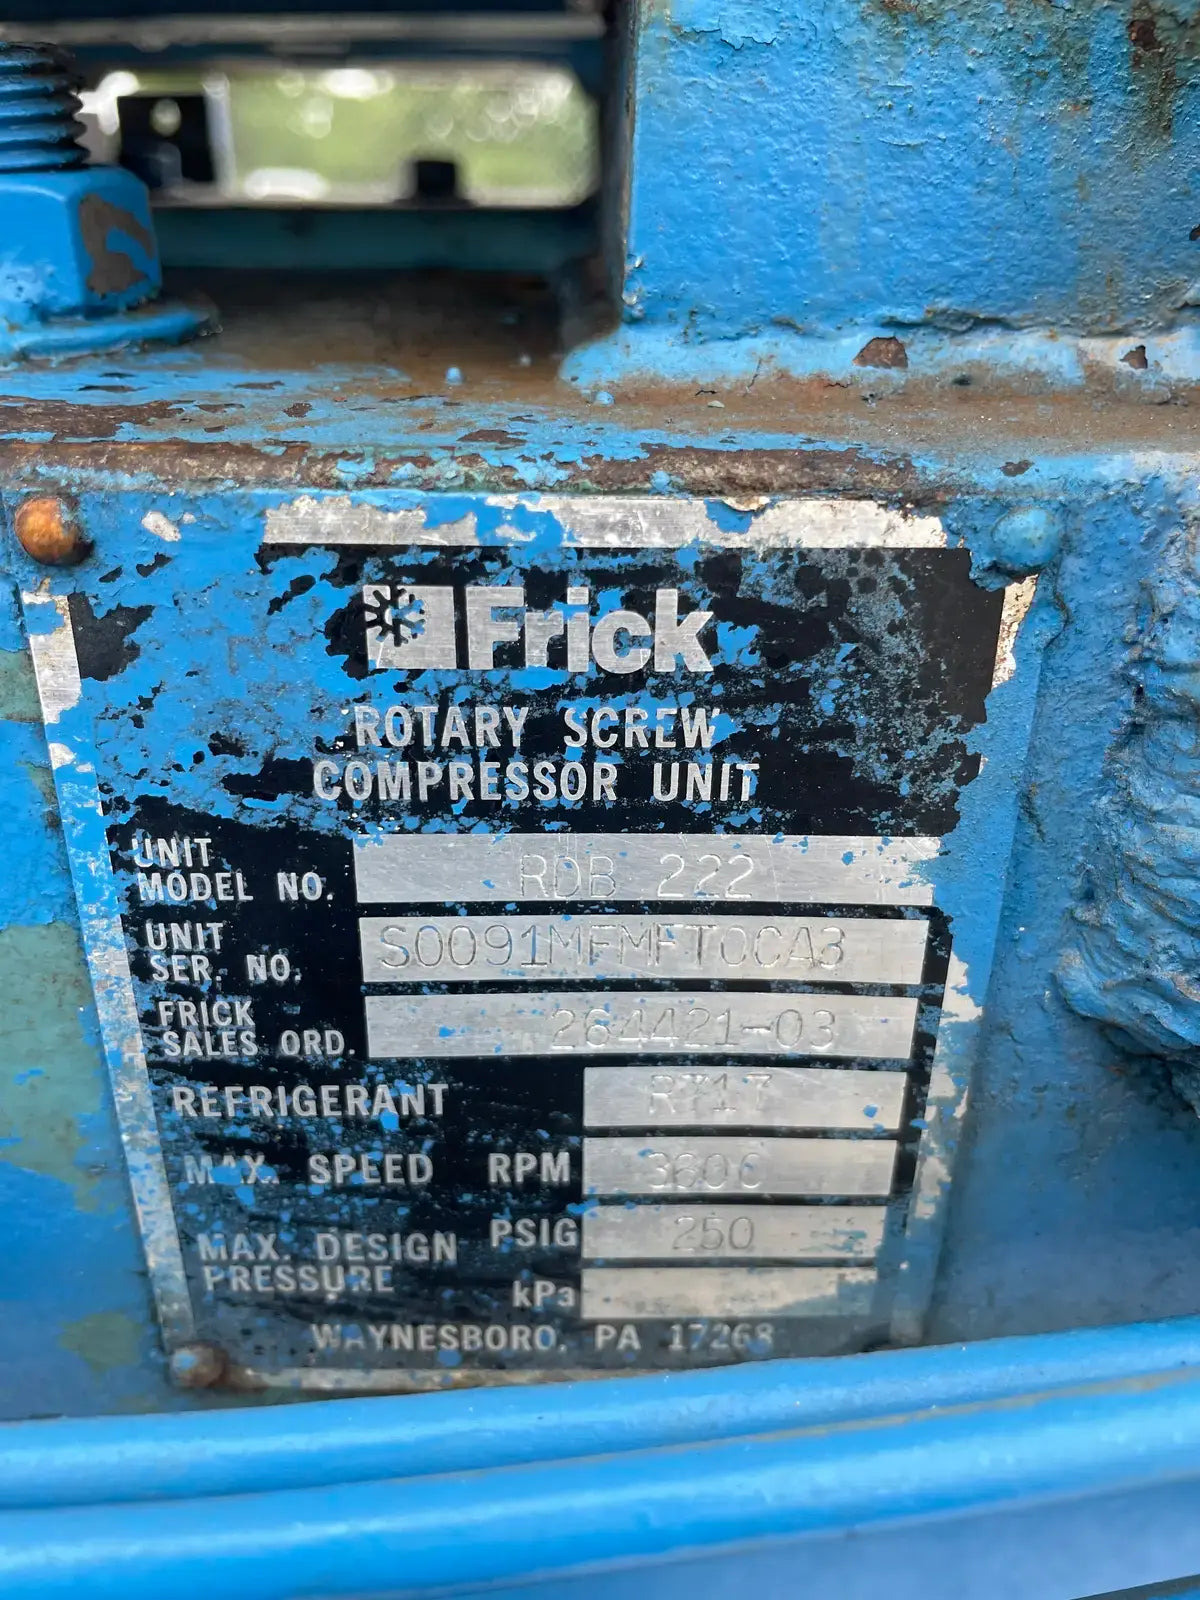 Frick
ROTARY SCREW
COMPRESSOR UNIT
UNIT
MODEL NO. RDB 222
UNIT
SER. NO. S0091MFMFTOCA3
FRICK
SALES ORD. 264421-03
REFRIGERANT R717
MAX. SPEED RPM 3600
MAX. DESIGN PSIG 250
PRESSURE
kPa
WAYNESBORO, PA 17268